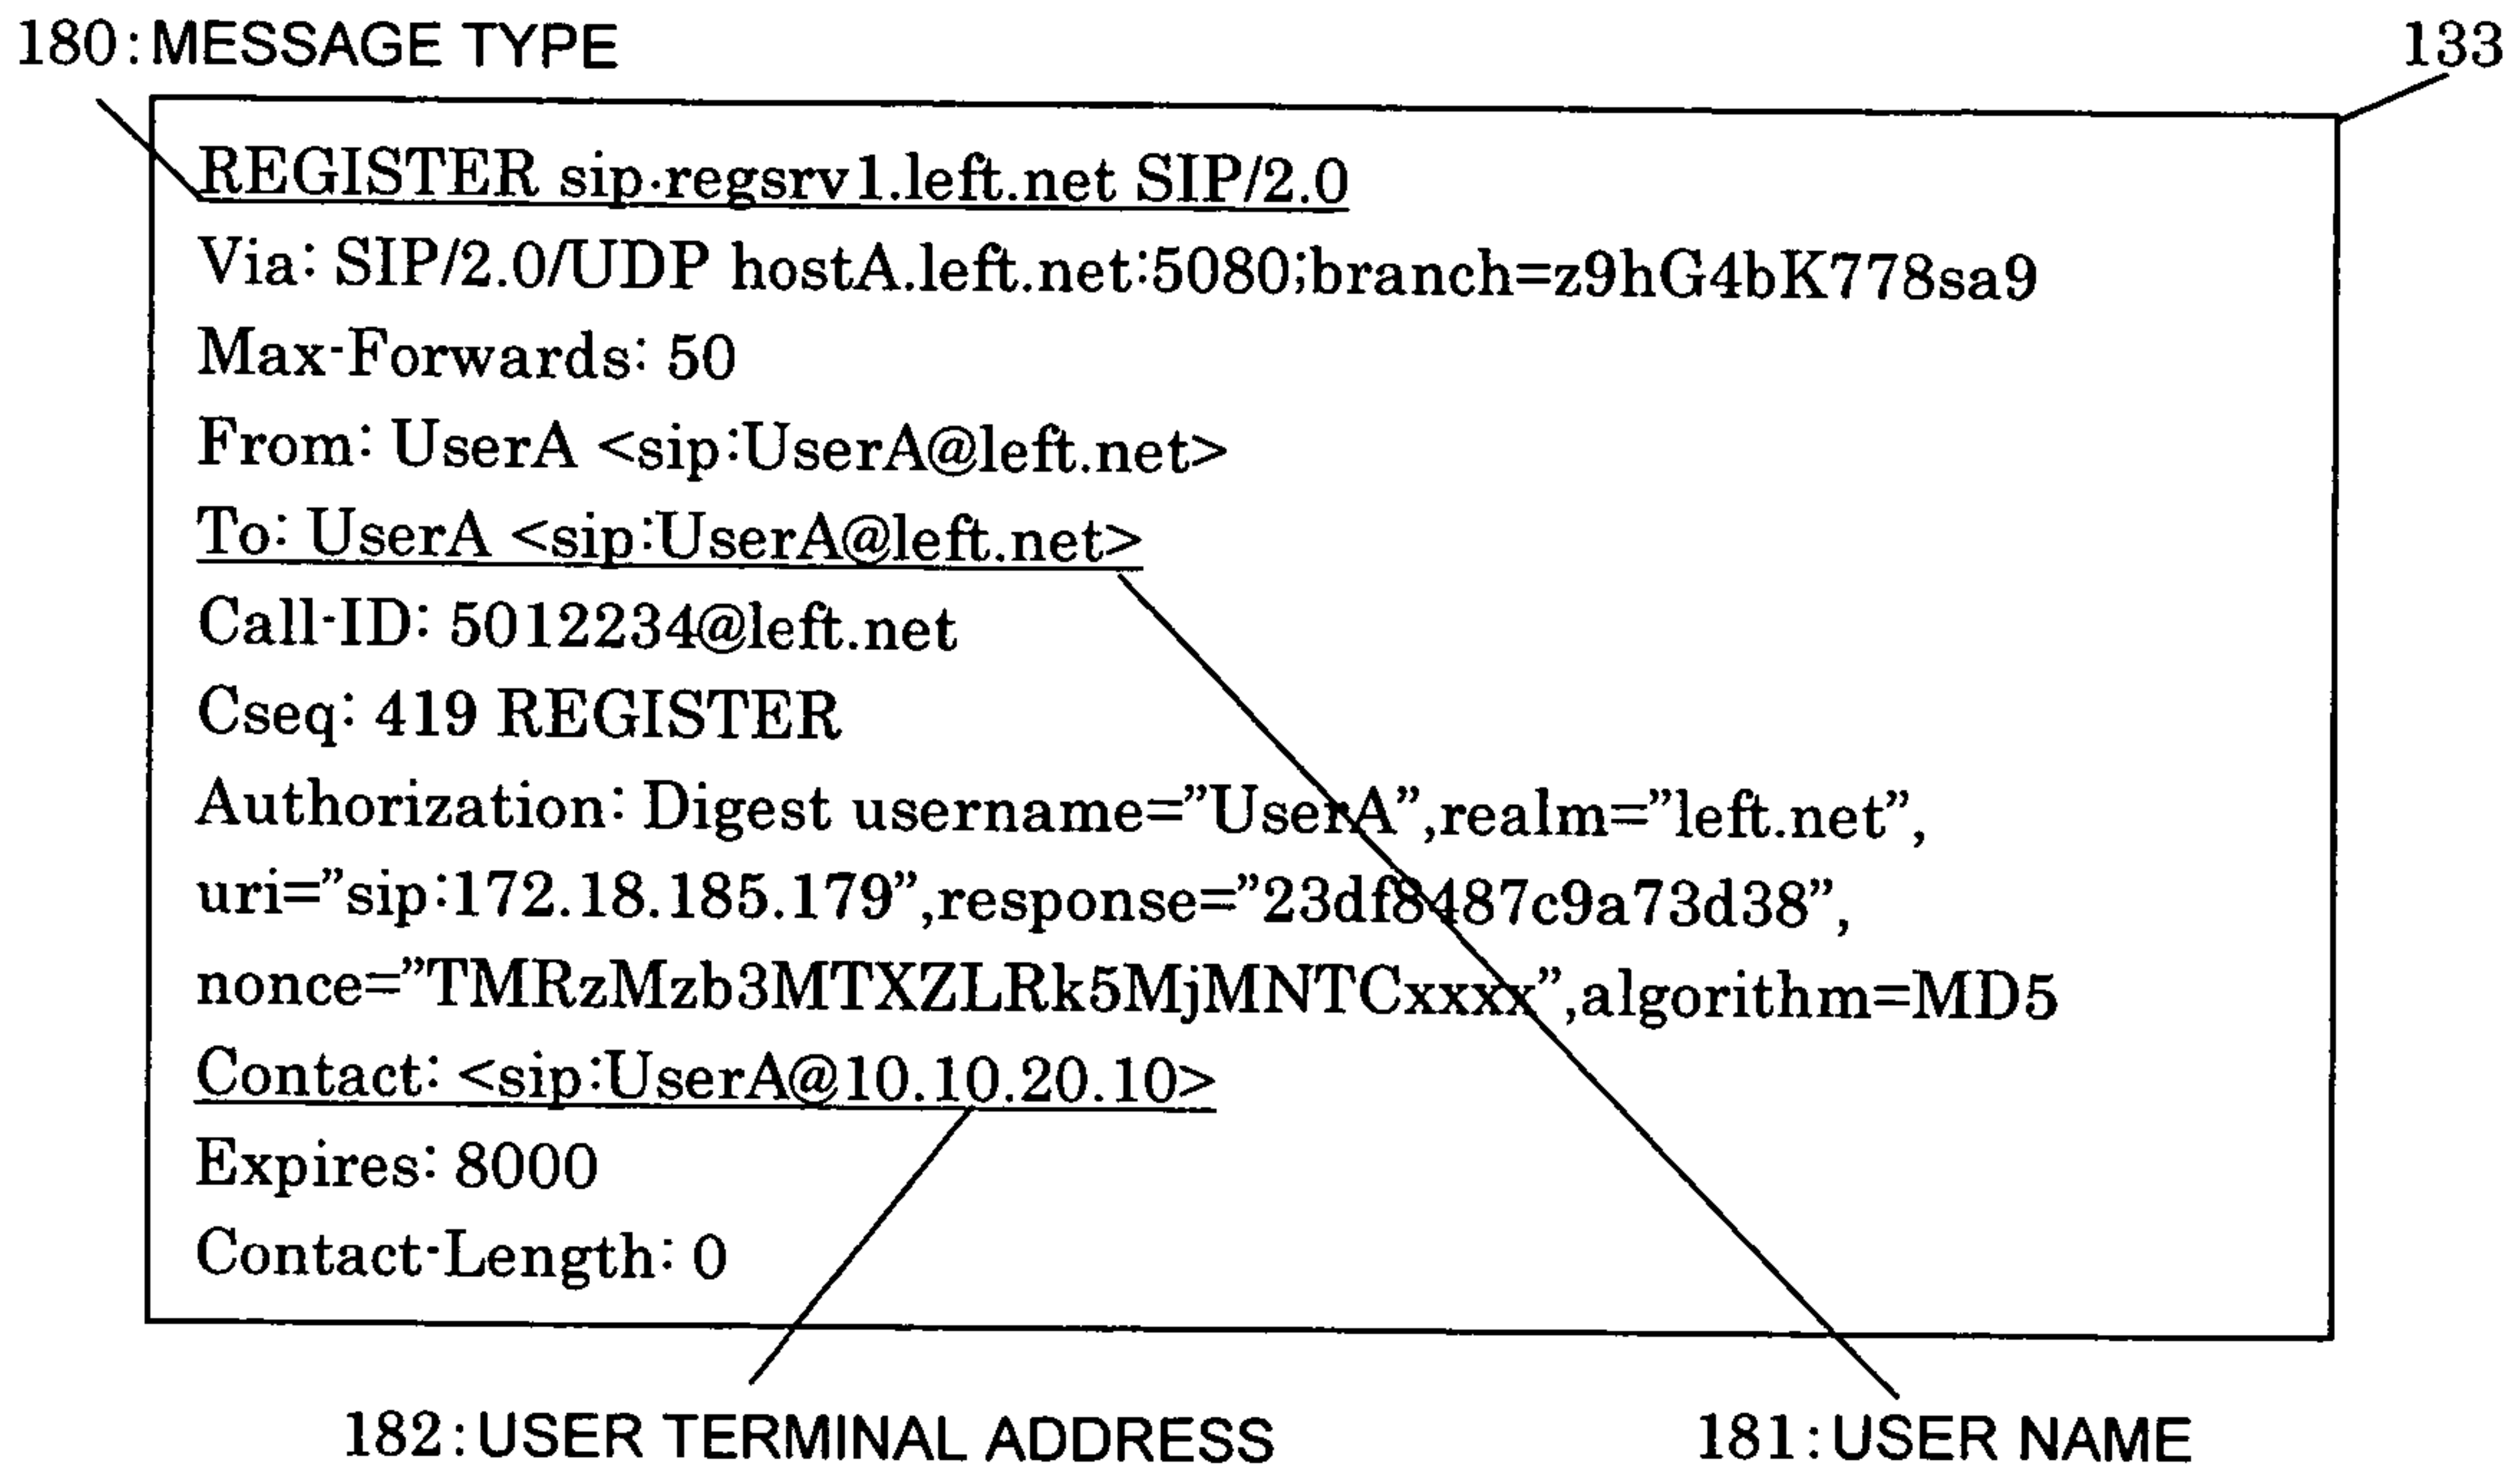 180:MESSAGE TYPE
133
REGISTER sip.regsrv1.left.net SIP/2.0
Via: SIP/2.0/UDP hostA.left.net:5080;branch=z9hG4bK778sa9
Max-Forwards: 50
From: UserA <sip:UserA@left.net>
To: UserA <sip:UserA@left.net>
Call-ID: 5012234@left.net
Cseq: 419 REGISTER
Authorization: Digest username=”UserA”,realm=”left.net”,
uri=”sip:172.18.185.179”,response=”23df8487c9a73d38”,
nonce=”TMRzMzb3MTXZLRk5MjMNTCxxxx”,algorithm=MD5
Contact: <sip:UserA@10.10.20.10>
Expires: 8000
Contact-Length: 0
182:USER TERMINAL ADDRESS
181:USER NAME